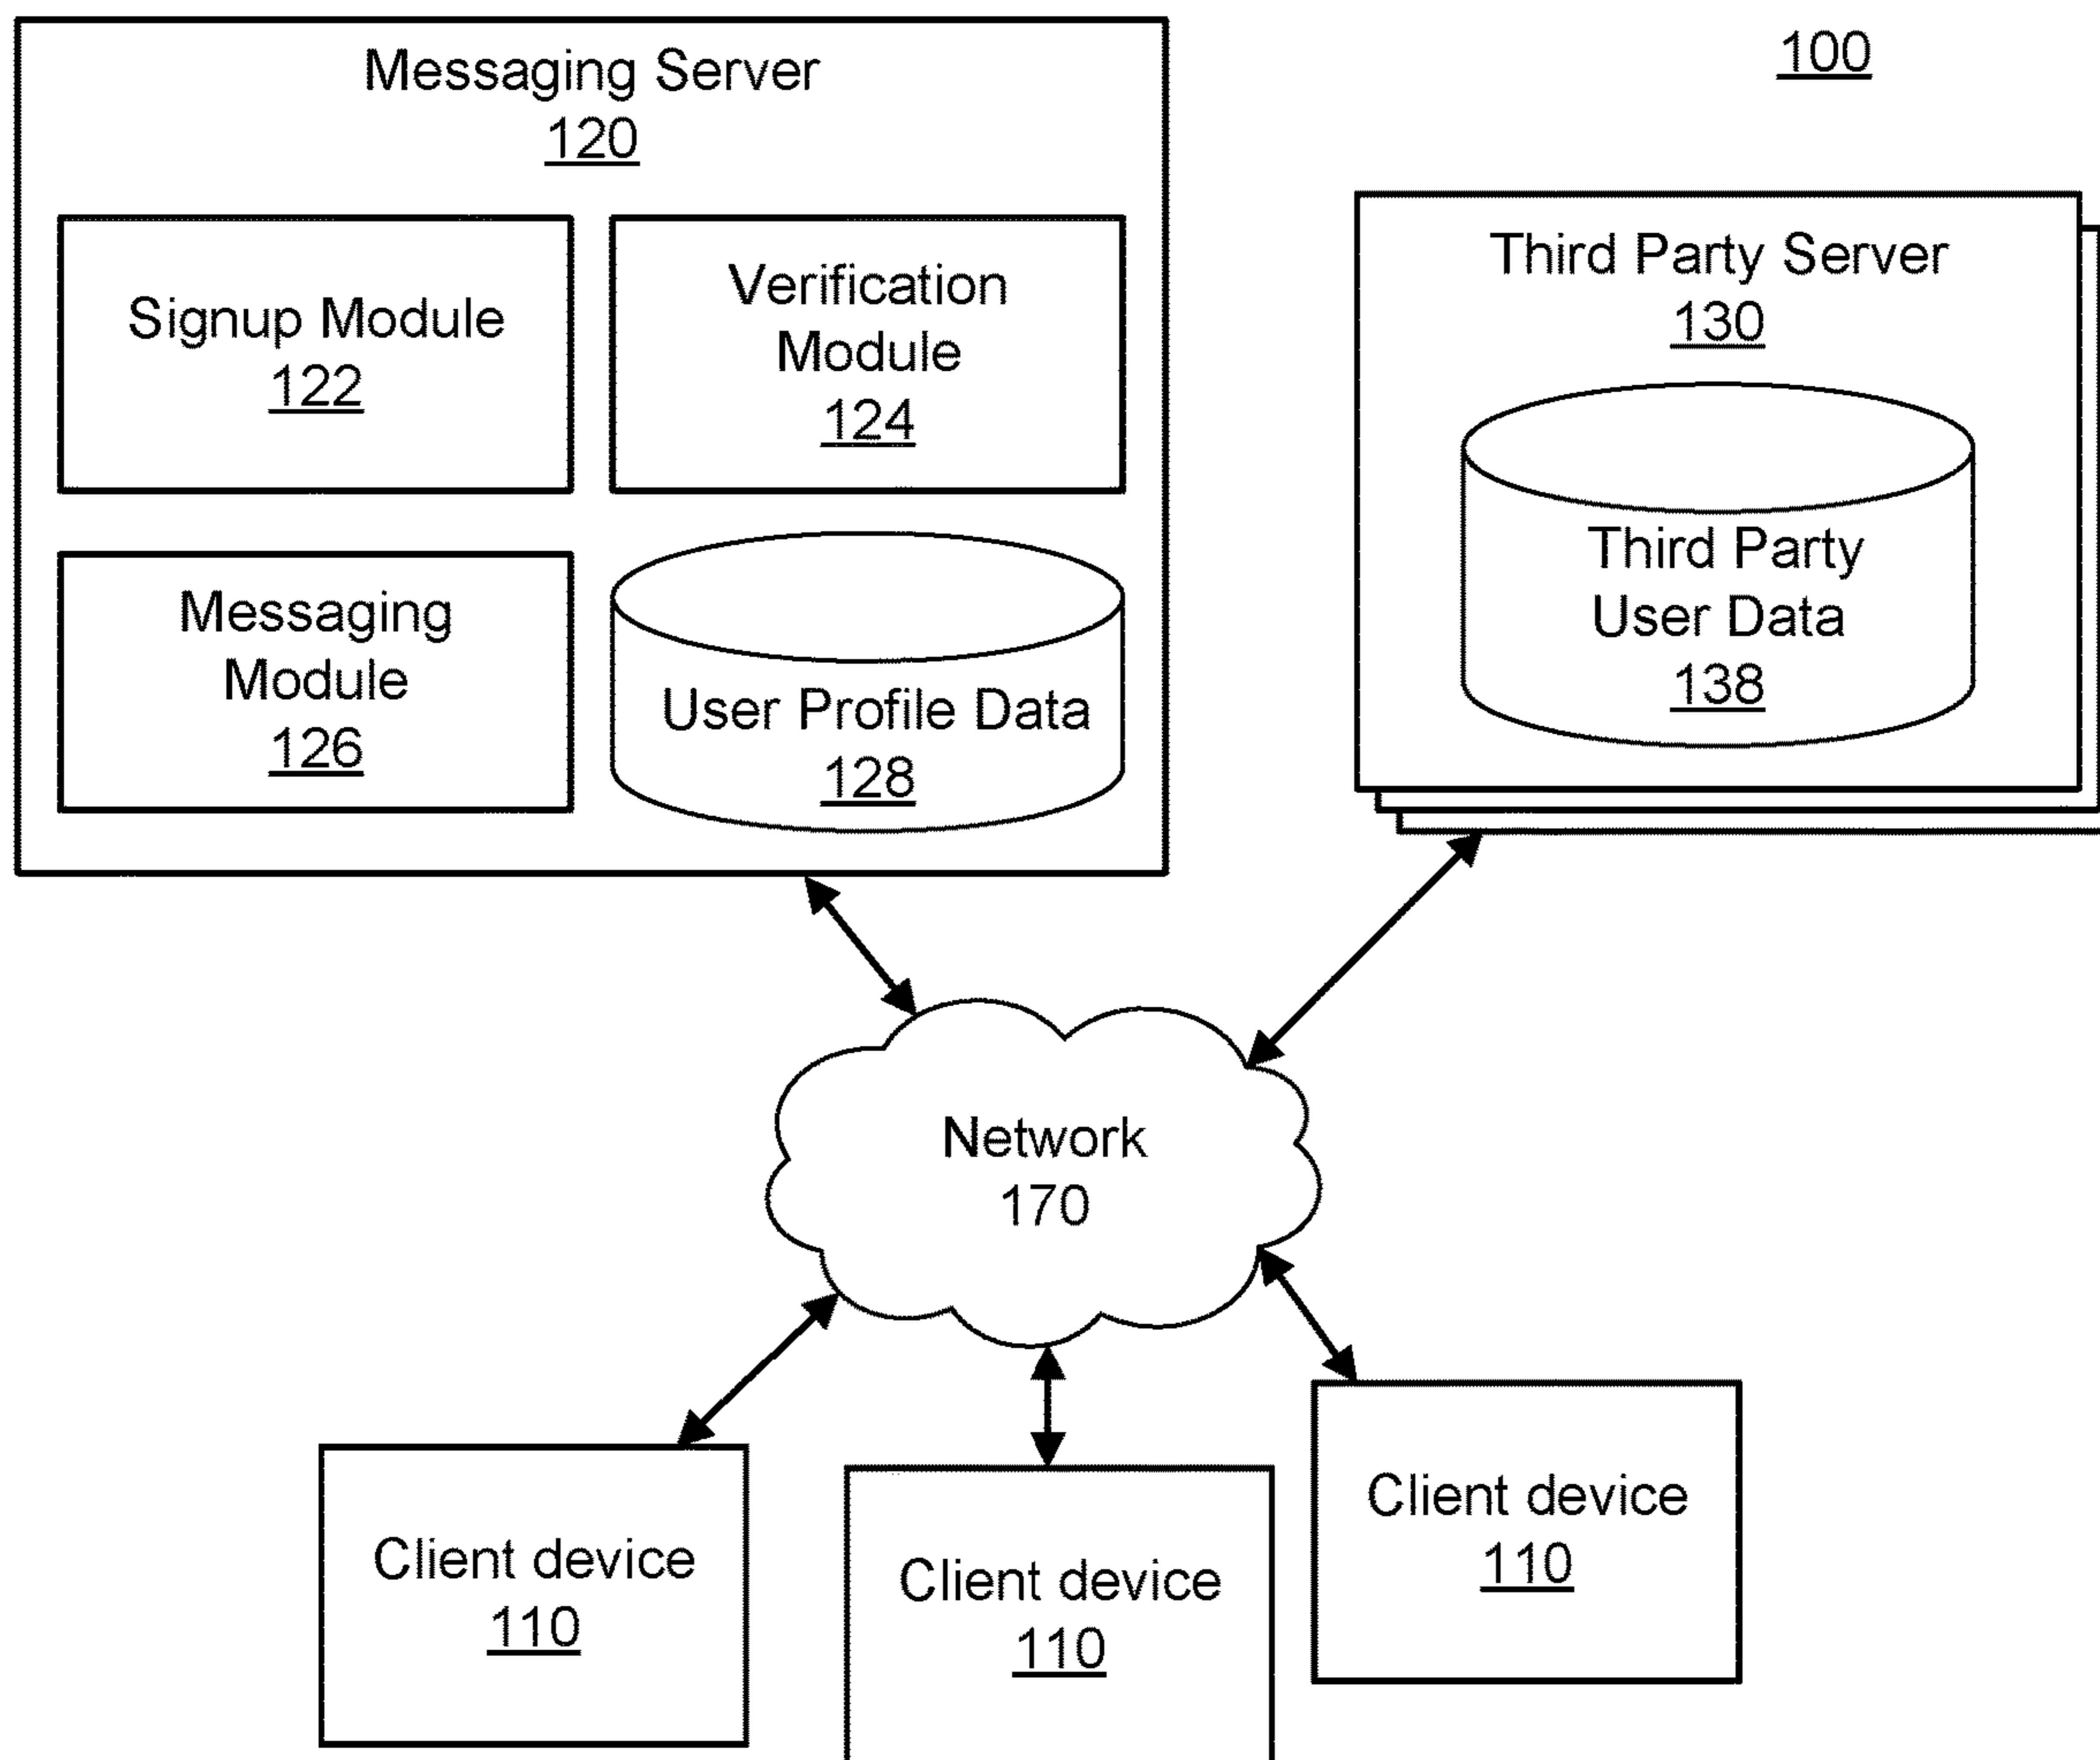 Messaging Server
120
100
Signup Module
122
Verification
Module
124
Messaging
Module
126
User Profile Data
128
Third Party Server
130
Third Party
User Data
138
Network
170
Client device
110
Client device
110
Client device
110